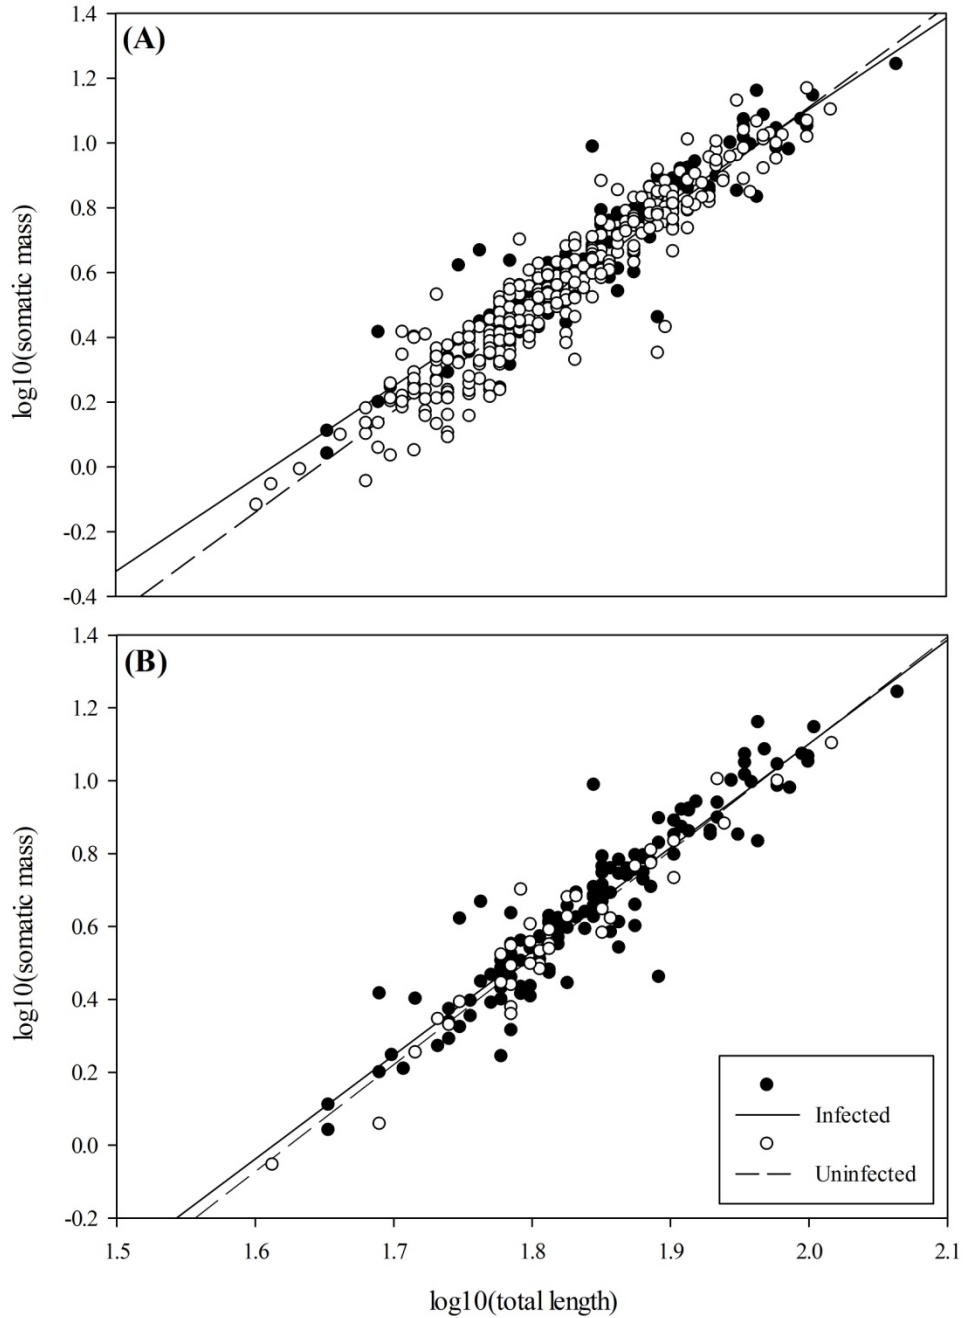 (A)
1.4
1.2
1.0
0.8
0.6
0.4
0.2
0.0
-0.2
-0.4
log10(somatic mass)
(B)
1.4
1.2
1.0
0.8
0.6
0.4
0.2
0.0
-0.2
log10(somatic mass)
Infected
Uninfected
1.5 1.6 1.7 1.8 1.9 2.0 2.1
log10(total length)